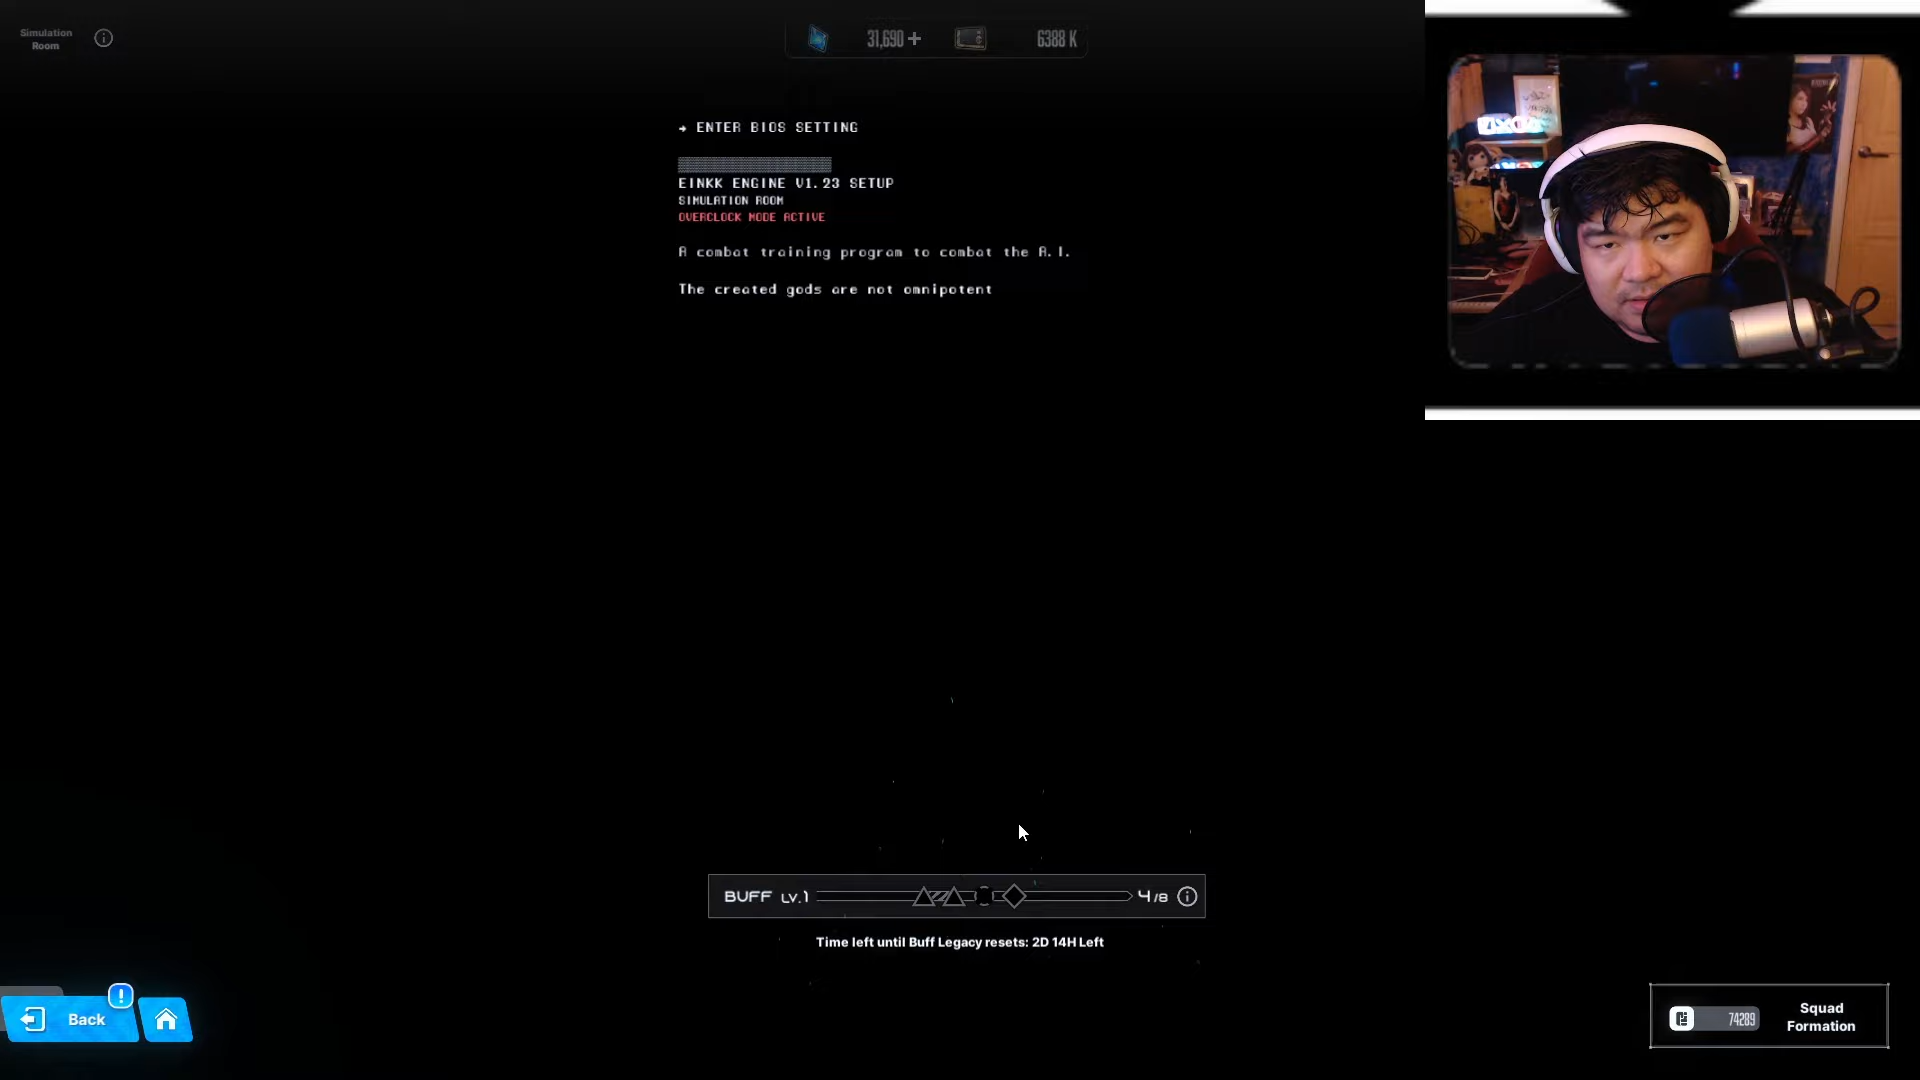 Simulation
Room
31,690
6388 K
→ ENTER BIOS SETTING
EINKK ENGINE V1.23 SETUP
SIMULATION ROOM
OVERCLOCK MODE ACTIVE
A combat training program to combat the A.I.
The created gods are not omnipotent
BUFF LV.1
4/8
Time left until Buff Legacy resets: 2D 14H Left
Back
74289
Squad
Formation